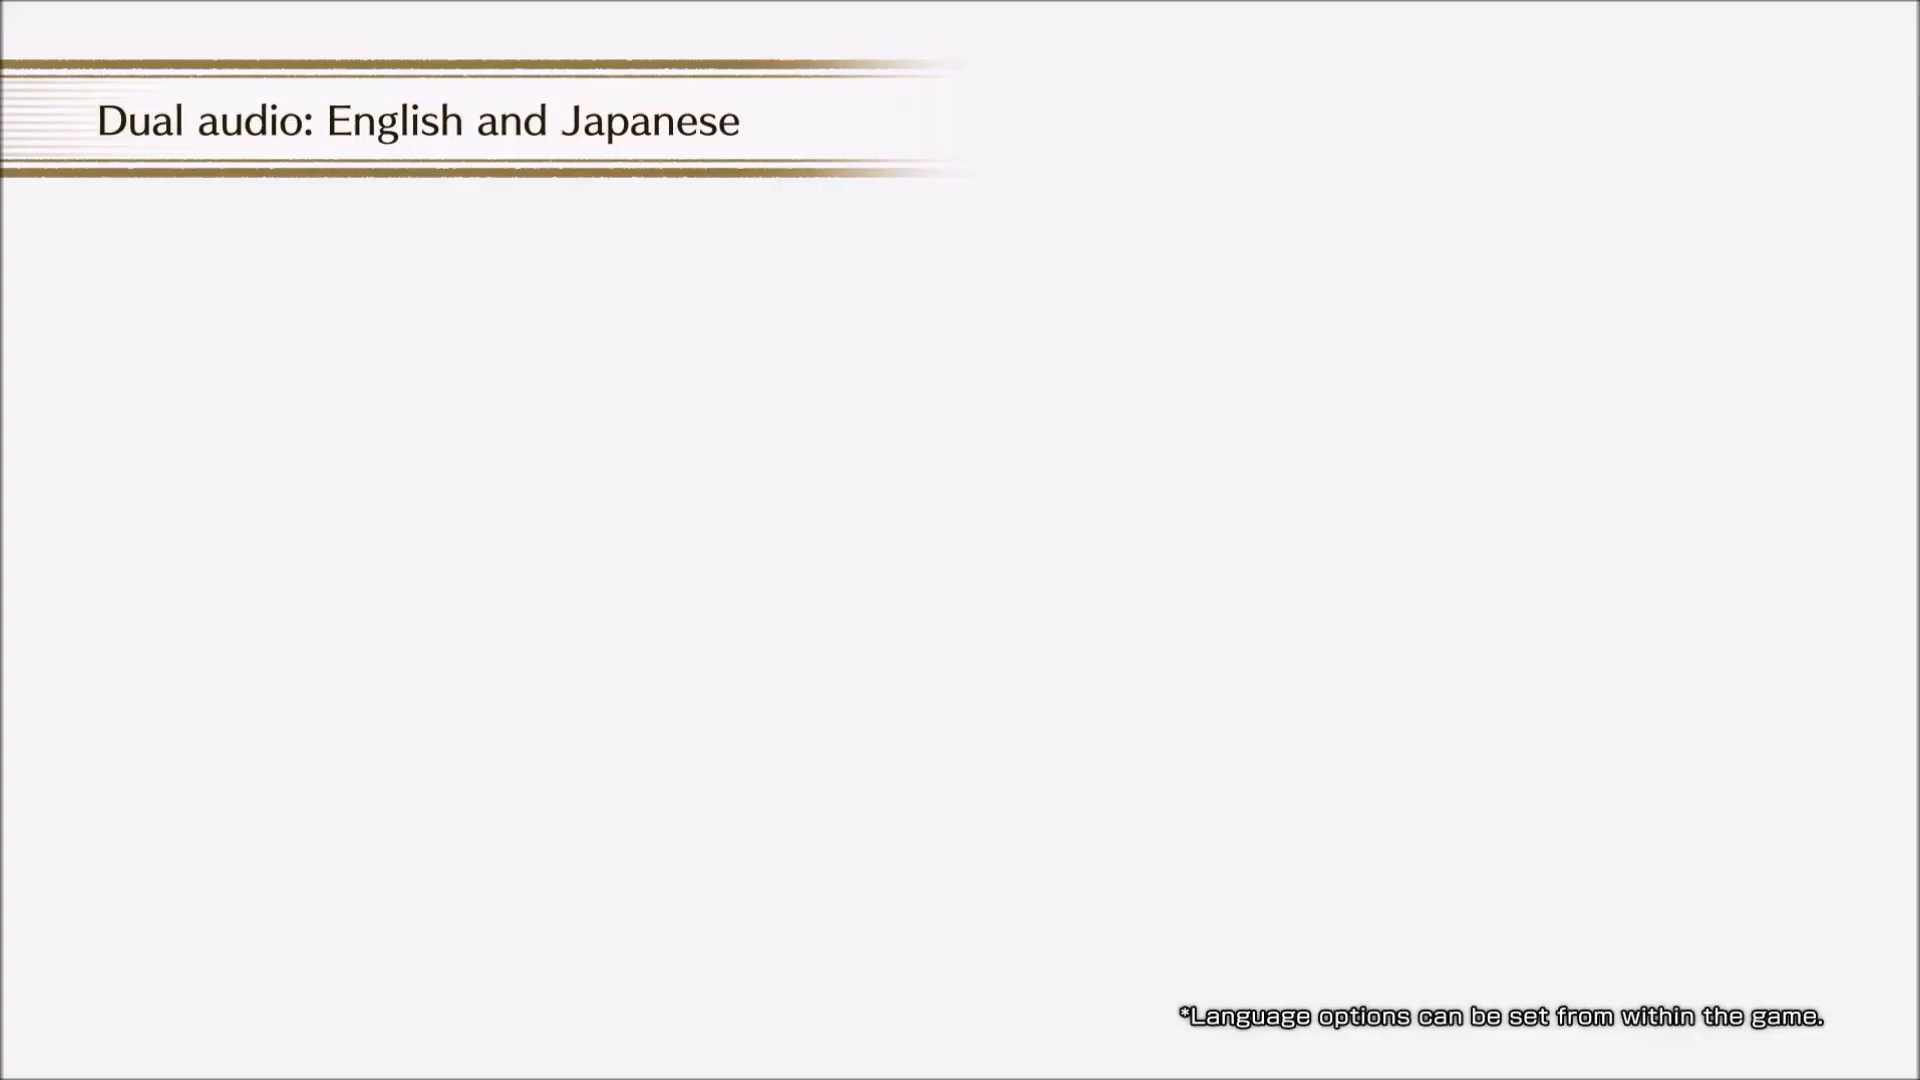 Dual audio: English and Japanese
*Language options can be set from within the game.